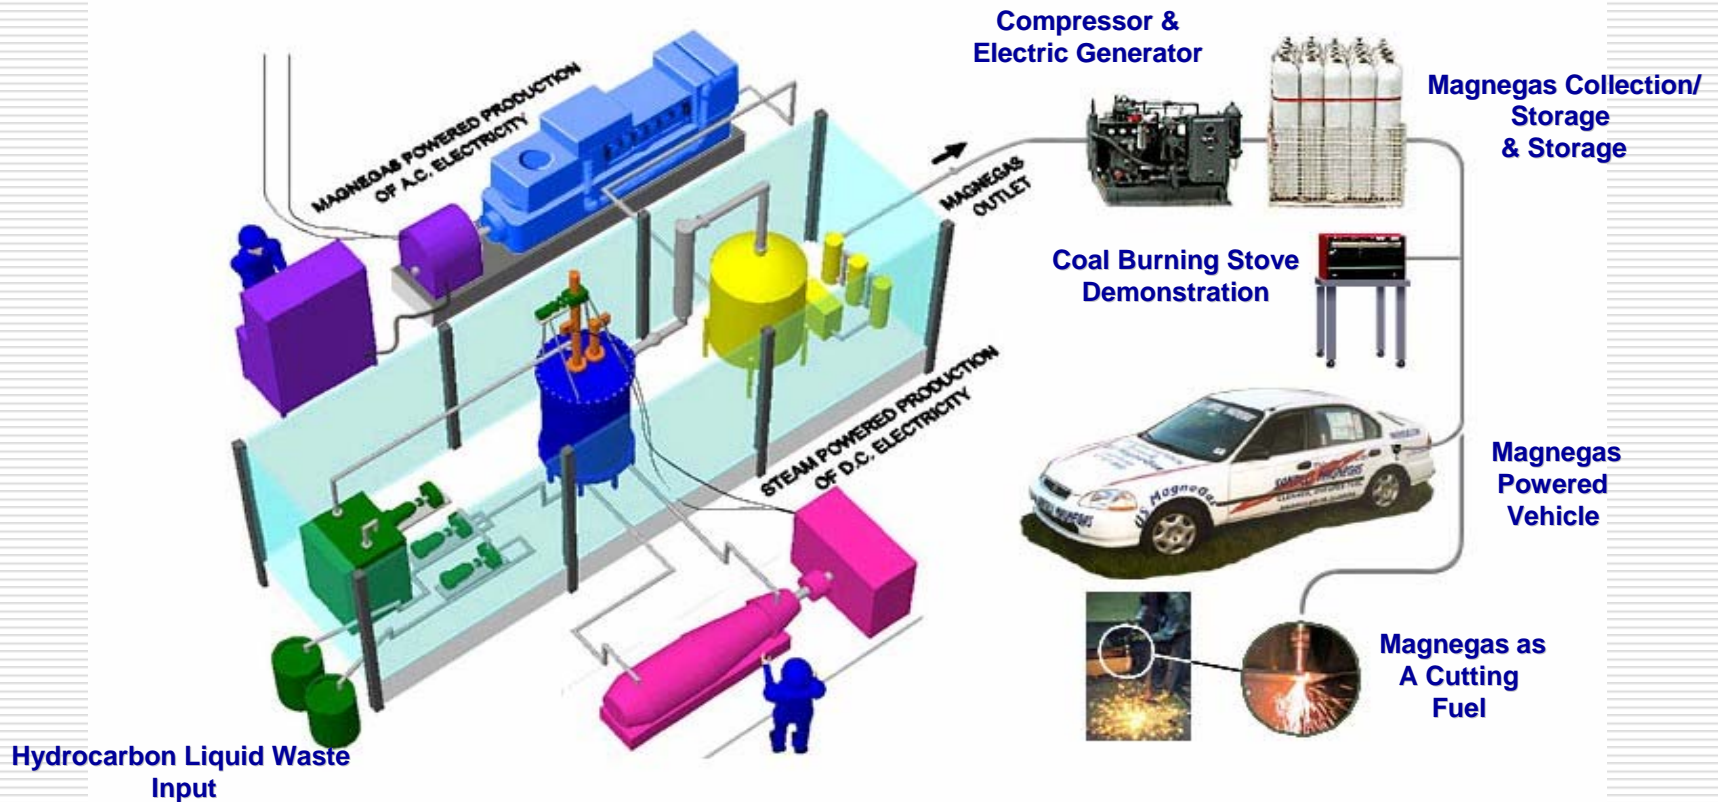 Compressor &
Electric Generator
Magnegas Collection/
Storage
& Storage
MAGNEGAS POWERED PRODUCTION
OF A.C. ELECTRICITY
MAGNEGAS
OUTLET
Coal Burning Stove
Demonstration
STEAM POWERED PRODUCTION
OF D.C. ELECTRICITY
Magnegas
Powered
Vehicle
U.S. MagneGas
Magnegas as
A Cutting
Fuel
Hydrocarbon Liquid Waste
Input